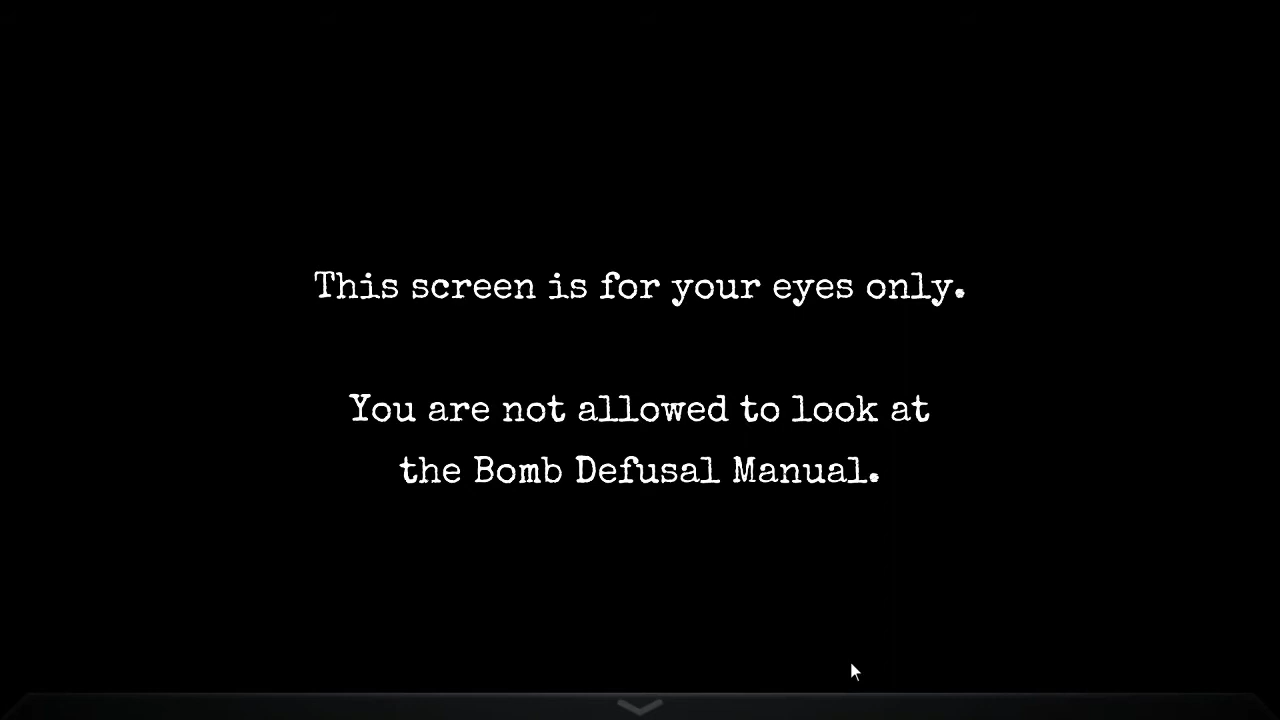 This screen is for your eyes only.
You are not allowed to look at
the Bomb Defusal Manual.